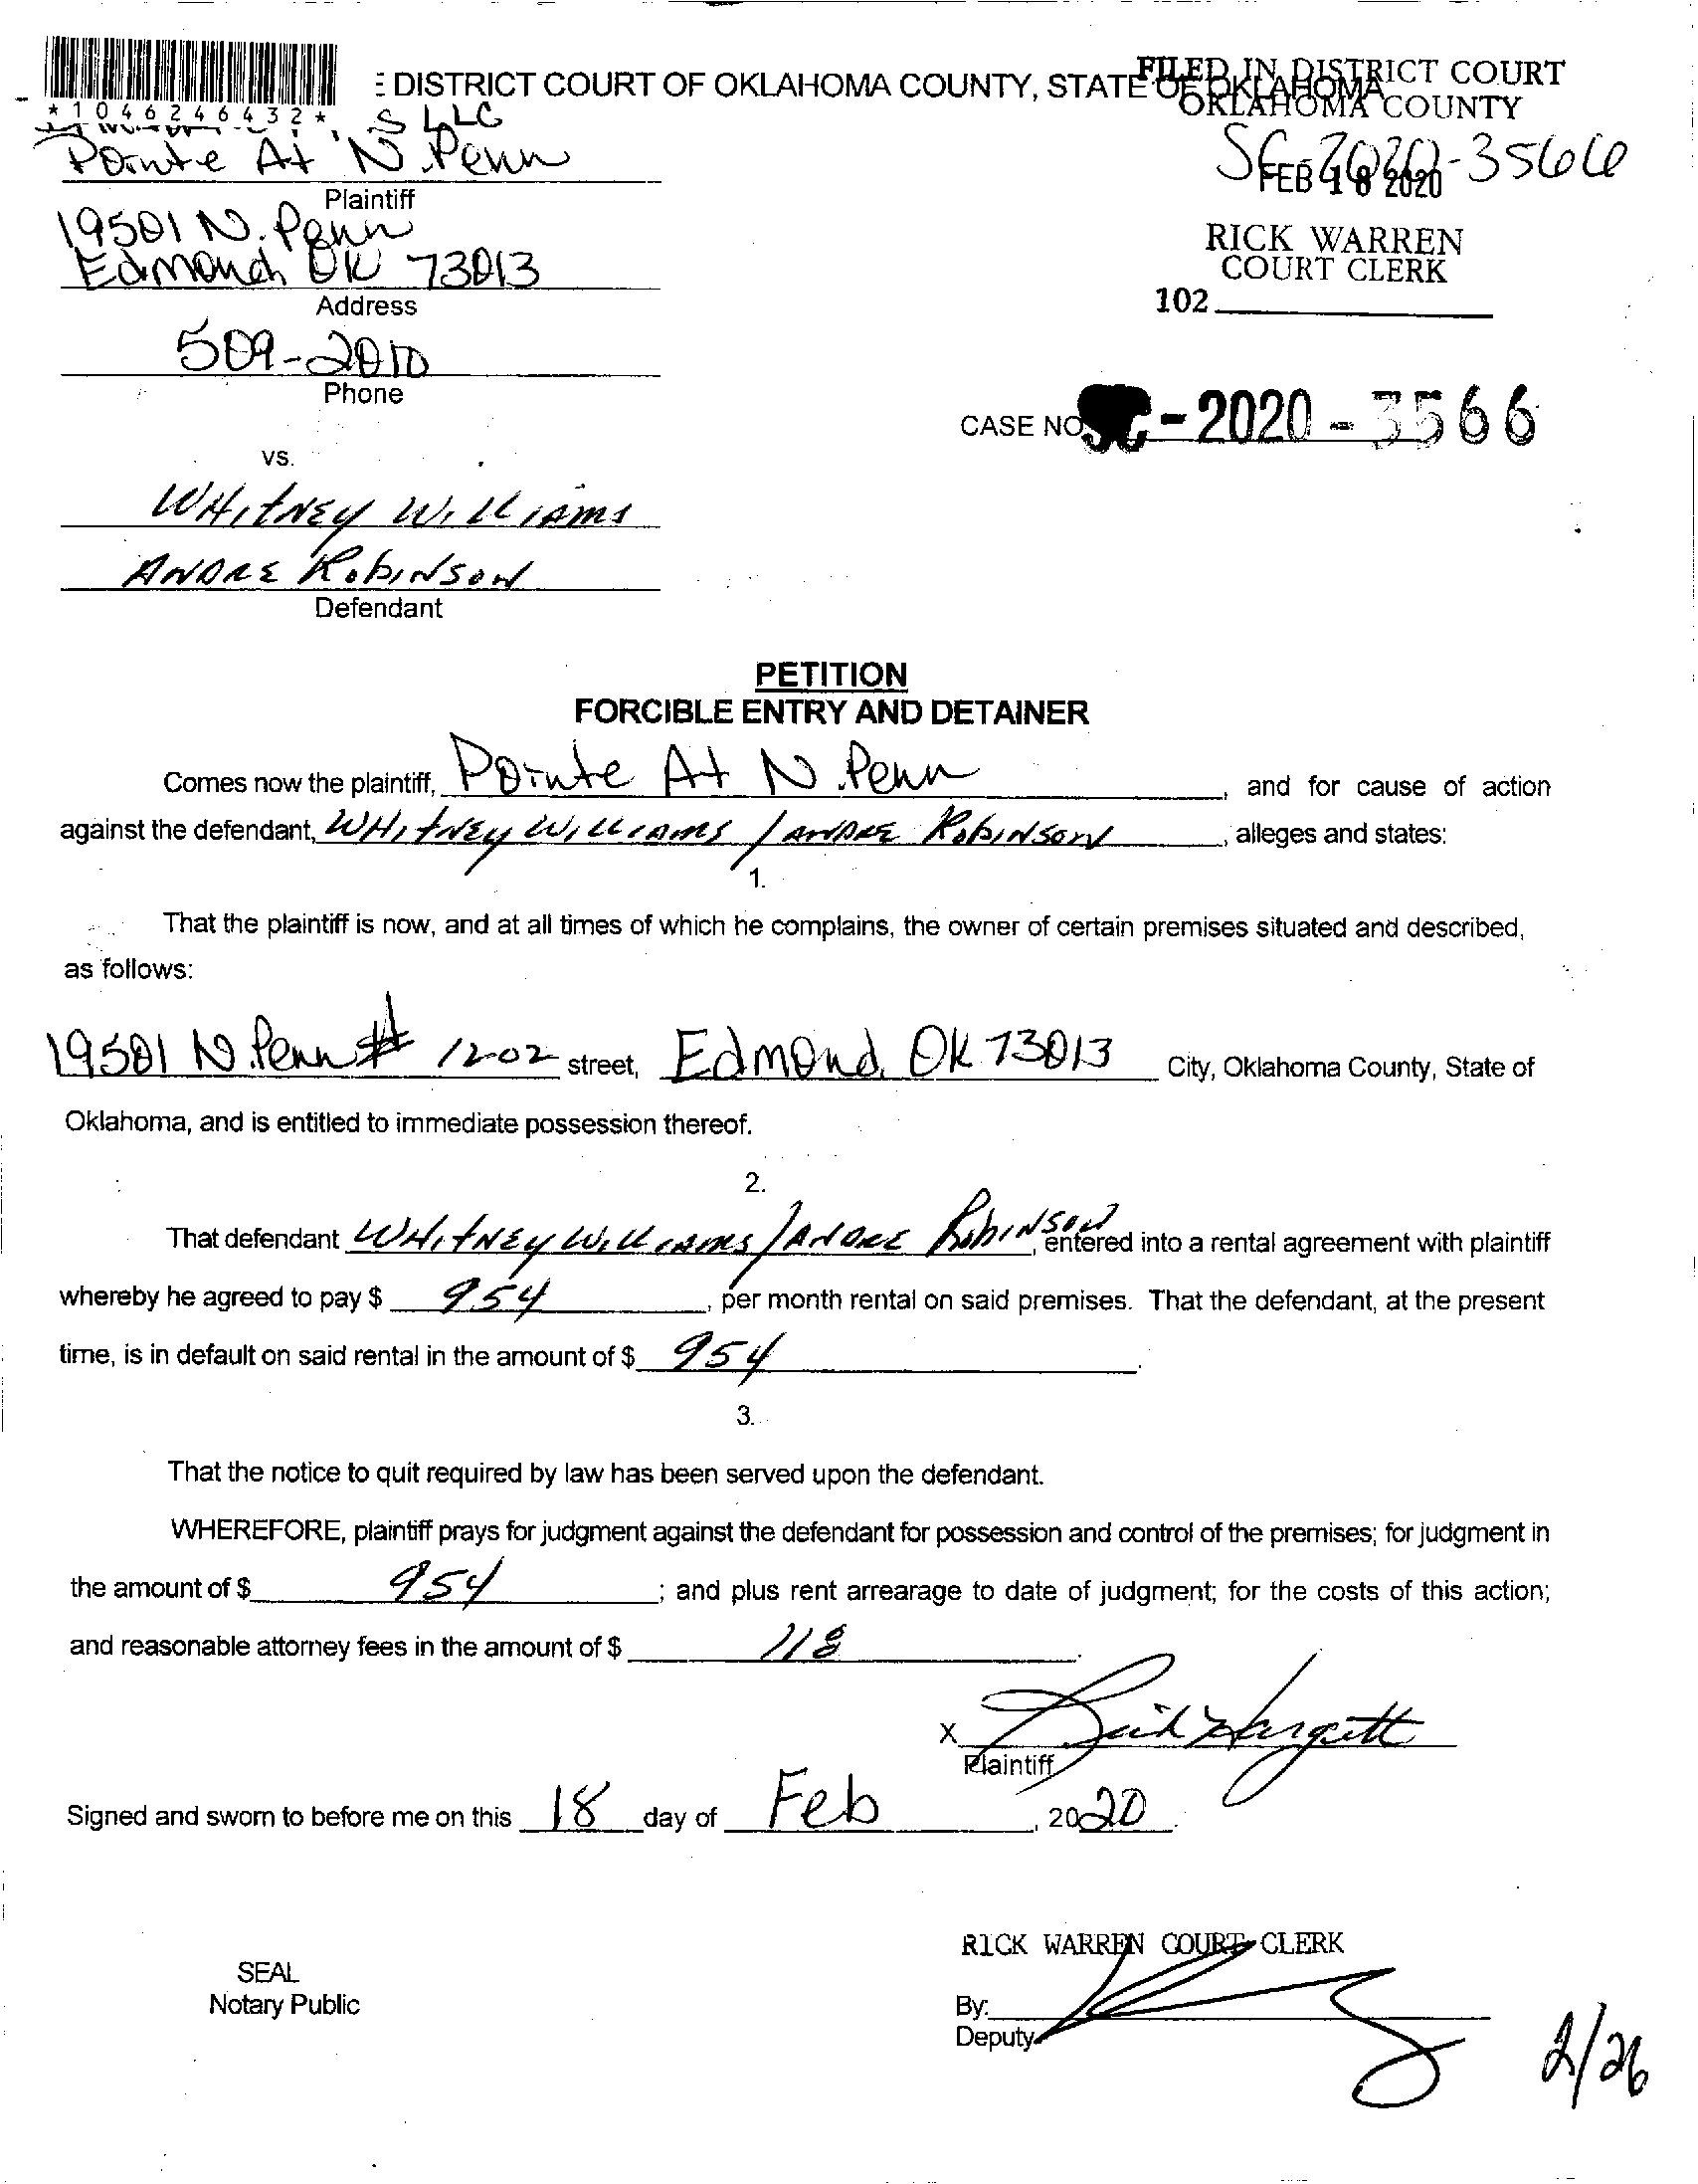 DISTRICT COURT OF OKLAHOMA COUNTY, STATE OF OKLAHOMA
FILED IN DISTRICT COURT
OKLAHOMA COUNTY
*1046246432*
S LLC
Pointe At N. Penn
SC-2020-3566
FEB 18 2020
Plaintiff
19501 N. Penn
RICK WARREN
Edmond OK 73013
COURT CLERK
Address
102
509-2010
Phone
CASE NO. SC-2020-3566
vs.
WHITNEY WILLIAMS
ANDRE ROBINSON
Defendant
PETITION
FORCIBLE ENTRY AND DETAINER
Comes now the plaintiff, Pointe At N. Penn, and for cause of action
against the defendant, WHITNEY WILLIAMS / ANDRE ROBINSON, alleges and states:
1.
That the plaintiff is now, and at all times of which he complains, the owner of certain premises situated and described,
as follows:
19501 N. Penn # 1202 street, Edmond, OK 73013 City, Oklahoma County, State of
Oklahoma, and is entitled to immediate possession thereof.
2.
That defendant WHITNEY WILLIAMS / ANDRE ROBINSON, entered into a rental agreement with plaintiff
whereby he agreed to pay $ 954, per month rental on said premises. That the defendant, at the present
time, is in default on said rental in the amount of $ 954.
3.
That the notice to quit required by law has been served upon the defendant.
WHEREFORE, plaintiff prays for judgment against the defendant for possession and control of the premises; for judgment in
the amount of $ 954; and plus rent arrearage to date of judgment; for the costs of this action;
and reasonable attorney fees in the amount of $ 118.
X Hargett
Plaintiff
Signed and sworn to before me on this 18 day of Feb, 2020.
RICK WARREN COURT CLERK
SEAL
Notary Public
By:
Deputy
2/26